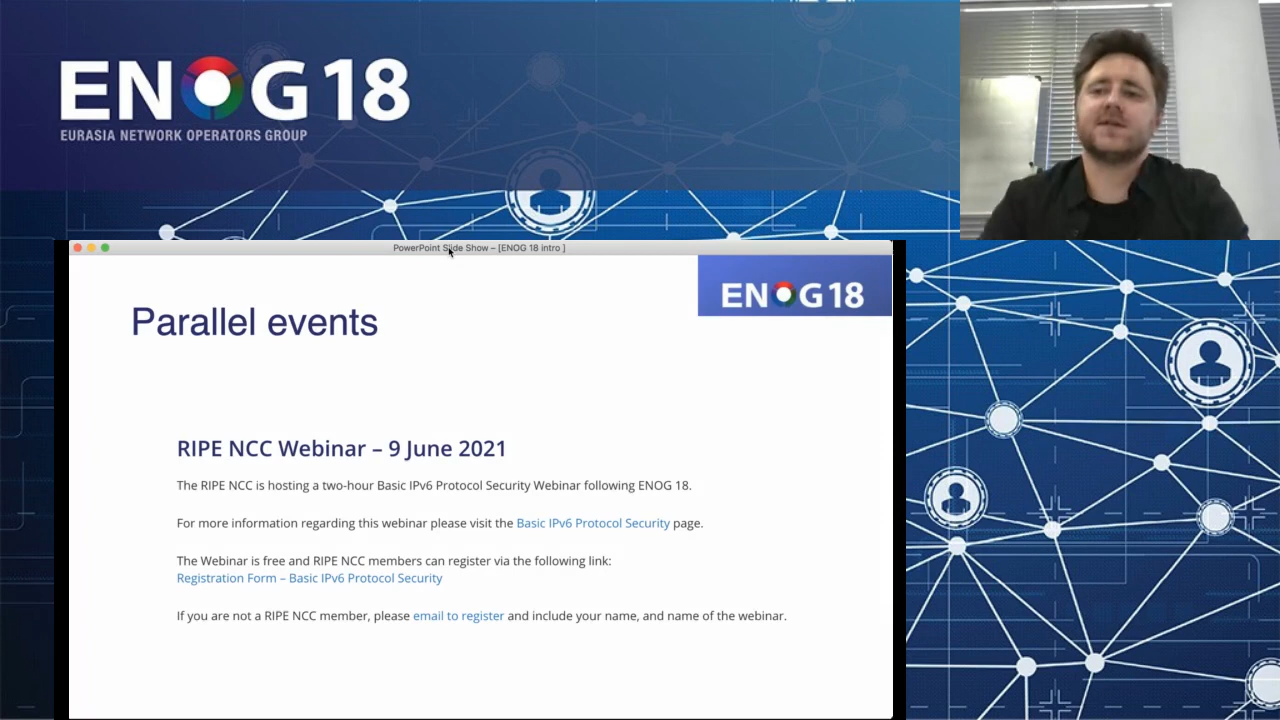 ENOG 18
EURASIA NETWORK OPERATORS GROUP
PowerPoint Slide Show – [ENOG 18 intro ]
ENOG 18
Parallel events
RIPE NCC Webinar – 9 June 2021
The RIPE NCC is hosting a two-hour Basic IPv6 Protocol Security Webinar following ENOG 18.
For more information regarding this webinar please visit the Basic IPv6 Protocol Security page.
The Webinar is free and RIPE NCC members can register via the following link:
Registration Form – Basic IPv6 Protocol Security
If you are not a RIPE NCC member, please email to register and include your name, and name of the webinar.